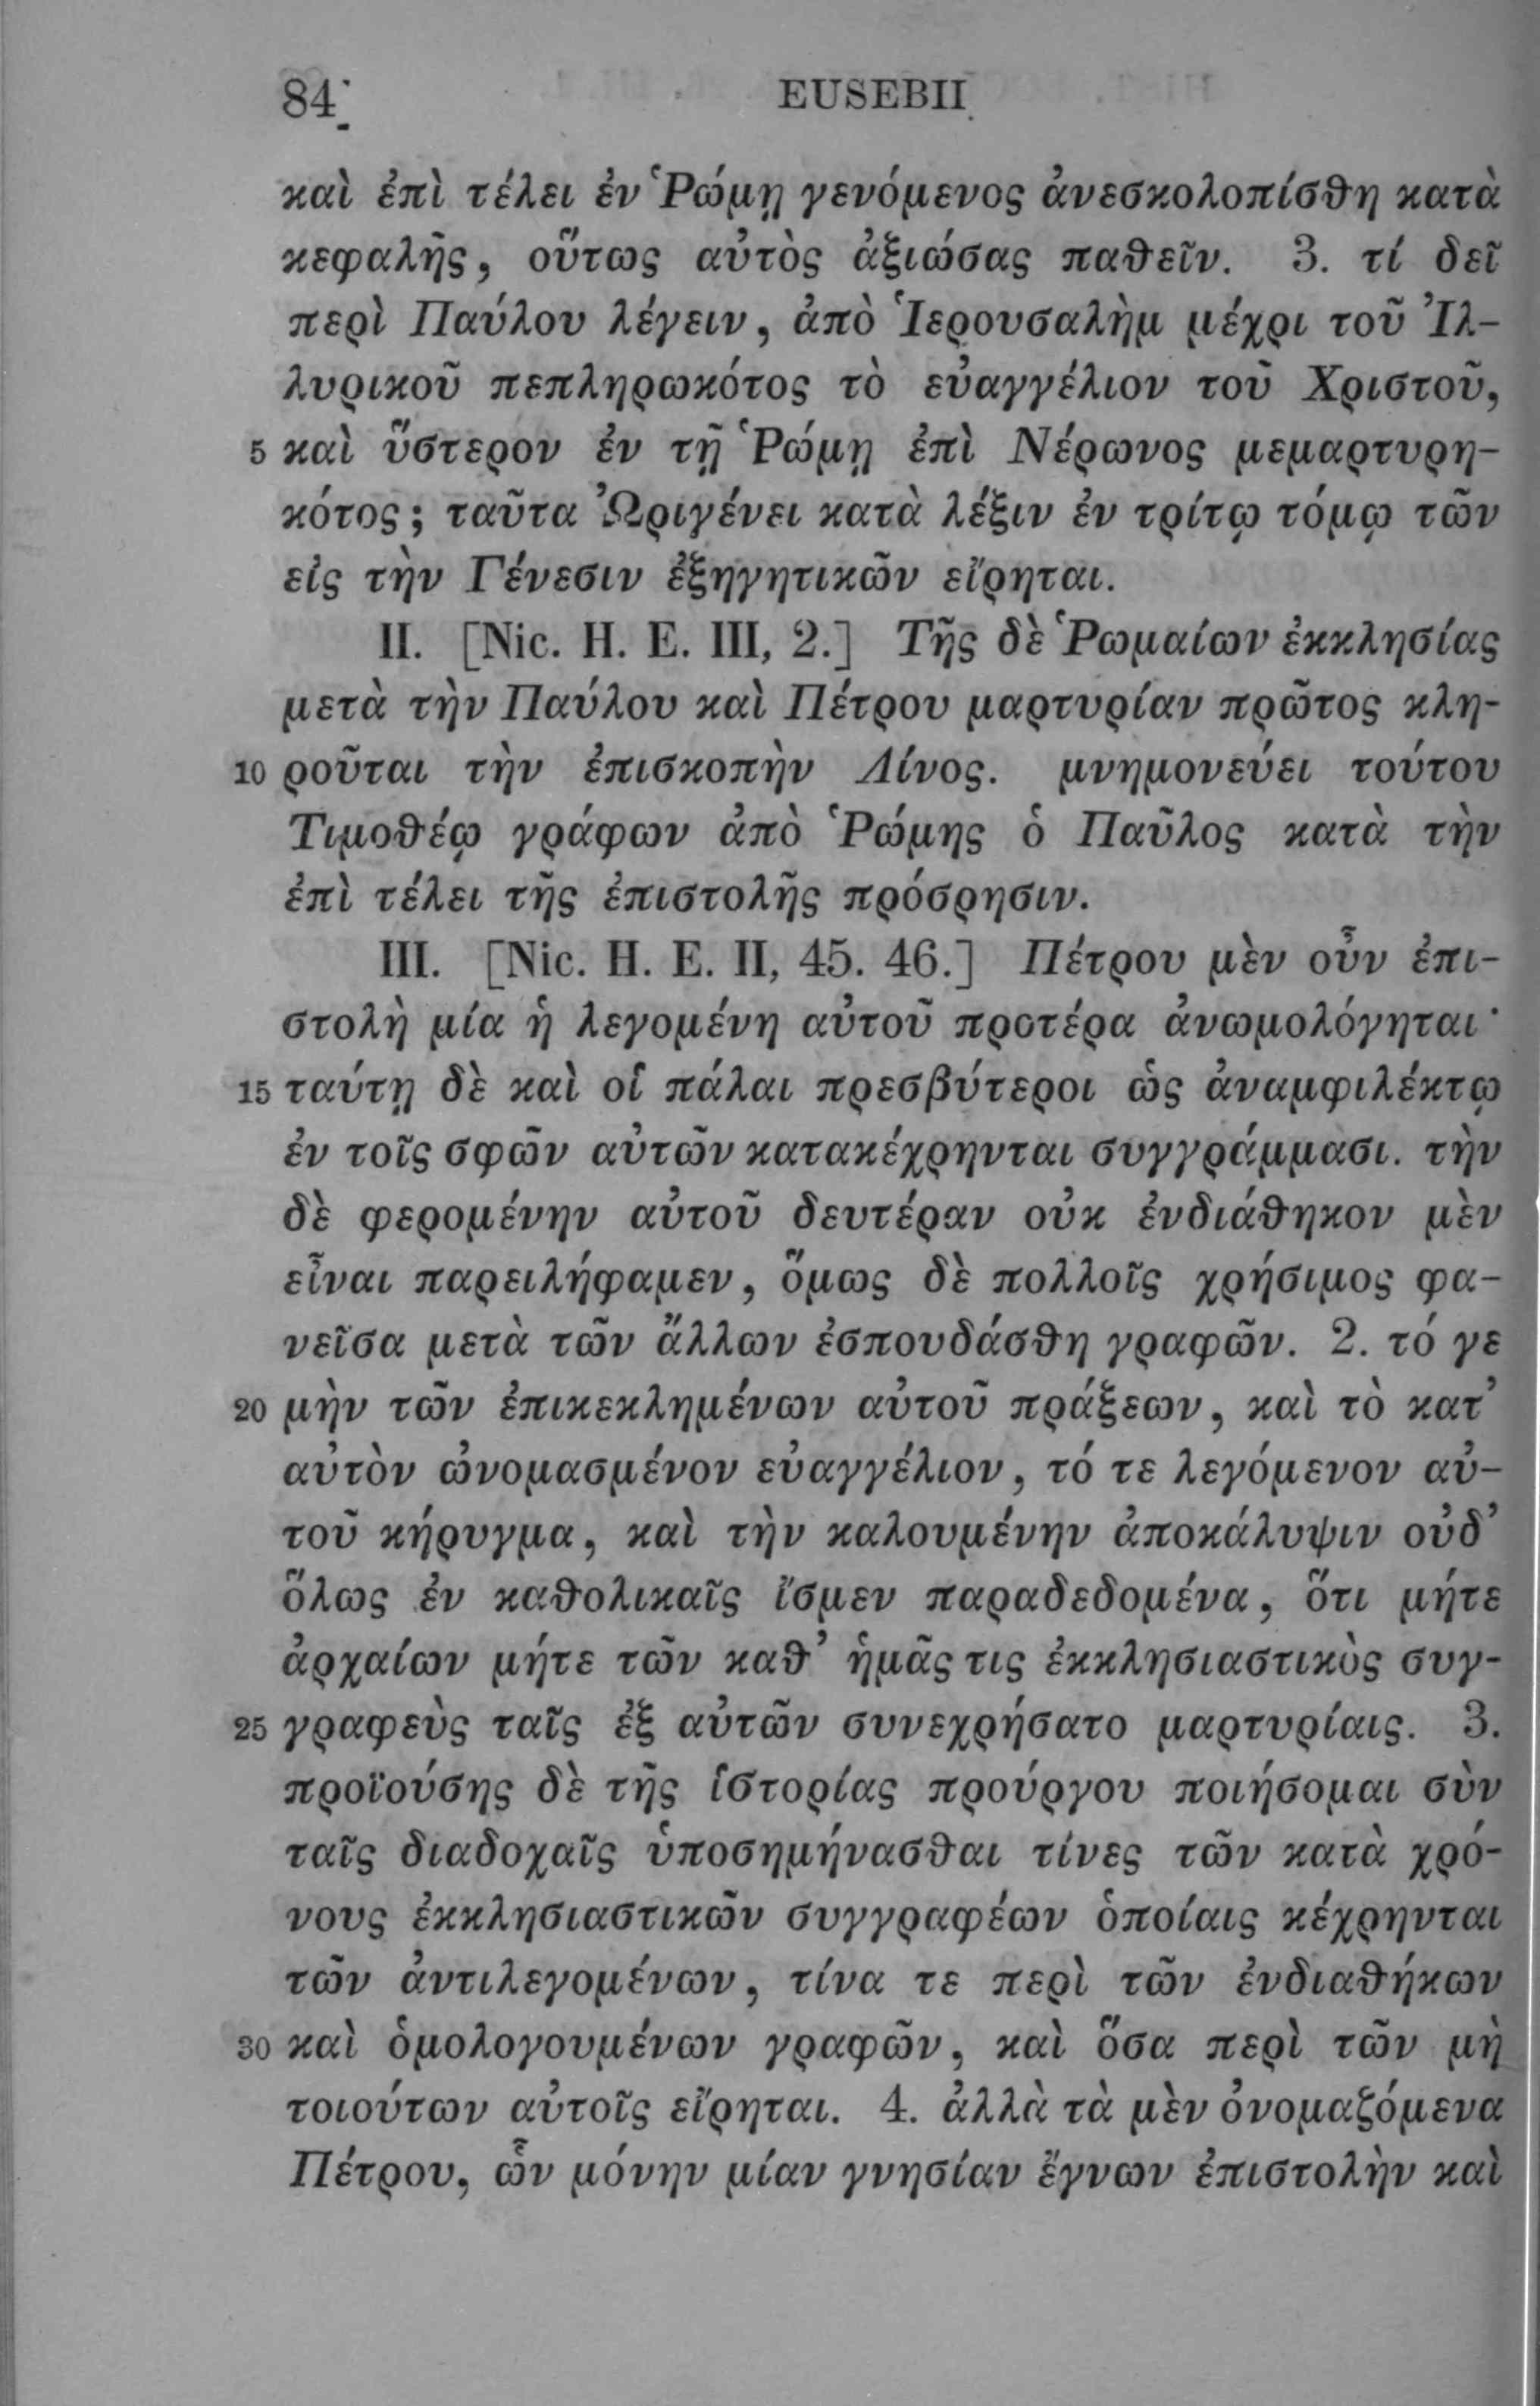 84
EUSEBII
καὶ ἐπὶ τέλει ἐν Ῥώμῃ γενόμενος ἀνεσκολοπίσθη κατὰ
κεφαλῆς, οὕτως αὐτὸς ἀξιώσας παθεῖν. 3. τί δεῖ
περὶ Παύλου λέγειν, ἀπὸ Ἱερουσαλὴμ μέχρι τοῦ Ἰλ-
λυρικοῦ πεπληρωκότος τὸ εὐαγγέλιον τοῦ Χριστοῦ,
5 καὶ ὕστερον ἐν τῇ Ῥώμῃ ἐπὶ Νέρωνος μεμαρτυρη-
κότος; ταῦτα Ὠριγένει κατὰ λέξιν ἐν τρίτῳ τόμῳ τῶν
εἰς τὴν Γένεσιν ἐξηγητικῶν εἴρηται.
II. [Nic. H. E. III, 2.] Τῆς δὲ Ῥωμαίων ἐκκλησίας
μετὰ τὴν Παύλου καὶ Πέτρου μαρτυρίαν πρῶτος κλη-
10 ροῦται τὴν ἐπισκοπὴν Λίνος. μνημονεύει τούτου
Τιμοθέῳ γράφων ἀπὸ Ῥώμης ὁ Παῦλος κατὰ τὴν
ἐπὶ τέλει τῆς ἐπιστολῆς πρόσρησιν.
III. [Nic. H. E. II, 45. 46.] Πέτρου μὲν οὖν ἐπι-
στολὴ μία ἡ λεγομένη αὐτοῦ προτέρα ἀνωμολόγηται·
15 ταύτῃ δὲ καὶ οἱ πάλαι πρεσβύτεροι ὡς ἀναμφιλέκτῳ
ἐν τοῖς σφῶν αὐτῶν κατακέχρηνται συγγράμμασι. τὴν
δὲ φερομένην αὐτοῦ δευτέραν οὐκ ἐνδιάθηκον μὲν
εἶναι παρειλήφαμεν, ὅμως δὲ πολλοῖς χρήσιμος φα-
νεῖσα μετὰ τῶν ἄλλων ἐσπουδάσθη γραφῶν. 2. τό γε
20 μὴν τῶν ἐπικεκλημένων αὐτοῦ πράξεων, καὶ τὸ κατ’
αὐτὸν ὠνομασμένον εὐαγγέλιον, τό τε λεγόμενον αὐ-
τοῦ κήρυγμα, καὶ τὴν καλουμένην ἀποκάλυψιν οὐδ’
ὅλως ἐν καθολικαῖς ἴσμεν παραδεδομένα, ὅτι μήτε
ἀρχαίων μήτε τῶν καθ’ ἡμᾶς τις ἐκκλησιαστικὸς συγ-
25 γραφεὺς ταῖς ἐξ αὐτῶν συνεχρήσατο μαρτυρίαις. 3.
προϊούσης δὲ τῆς ἱστορίας προύργου ποιήσομαι σὺν
ταῖς διαδοχαῖς ὑποσημήνασθαι τίνες τῶν κατὰ χρό-
νους ἐκκλησιαστικῶν συγγραφέων ὁποίαις κέχρηνται
τῶν ἀντιλεγομένων, τίνα τε περὶ τῶν ἐνδιαθήκων
30 καὶ ὁμολογουμένων γραφῶν, καὶ ὅσα περὶ τῶν μὴ
τοιούτων αὐτοῖς εἴρηται. 4. ἀλλὰ τὰ μὲν ὀνομαζόμενα
Πέτρου, ὧν μόνην μίαν γνησίαν ἔγνων ἐπιστολὴν καὶ